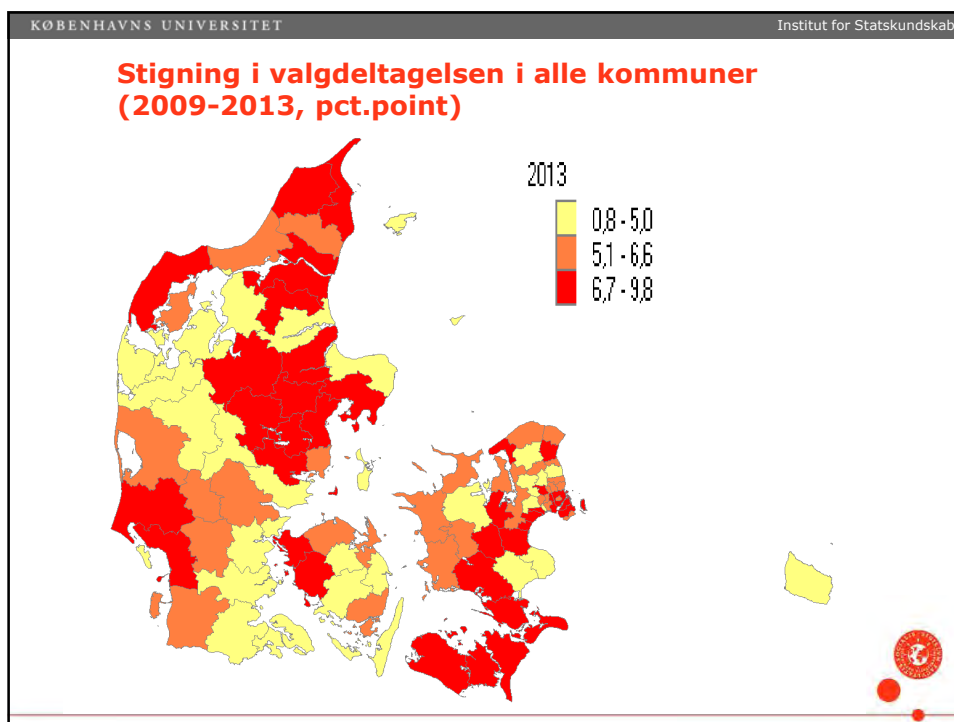 KØBENHAVNS UNIVERSITET
Institut for Statskundskab
Stigning i valgdeltagelsen i alle kommuner
(2009-2013, pct.point)
2013
0,8 - 5,0
5,1 - 6,6
6,7 - 9,8